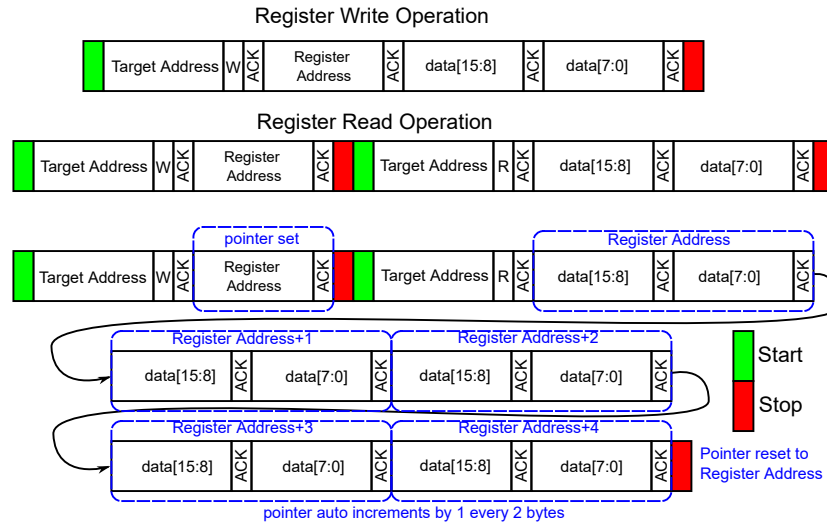 Register Write Operation
Target Address W ACK Register Address ACK data[15:8] ACK data[7:0] ACK
Register Read Operation
Target Address W ACK Register Address ACK Target Address R ACK data[15:8] ACK data[7:0] ACK
pointer set Register Address
Target Address W ACK Register Address ACK Target Address R ACK data[15:8] ACK data[7:0] ACK
Register Address+1 Register Address+2
data[15:8] ACK data[7:0] ACK data[15:8] ACK data[7:0] ACK
Start
Stop
Register Address+3 Register Address+4
data[15:8] ACK data[7:0] ACK data[15:8] ACK data[7:0] ACK
Pointer reset to
Register Address
pointer auto increments by 1 every 2 bytes